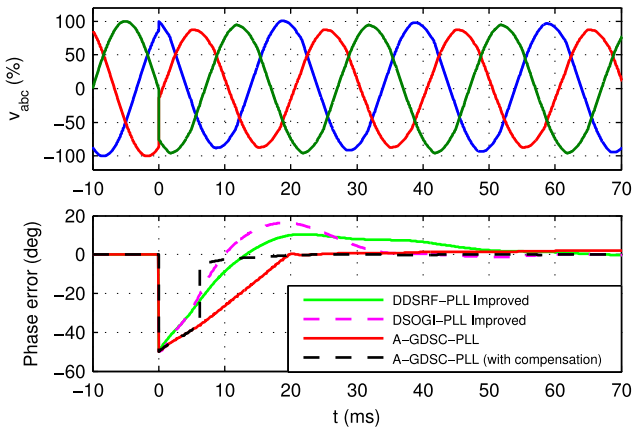 v_abc (%)
100
50
0
−50
−100
−10 0 10 20 30 40 50 60 70
Phase error (deg)
20
0
−20
−40
−60
DDSRF−PLL Improved
DSOGI−PLL Improved
A−GDSC−PLL
A−GDSC−PLL (with compensation)
−10 0 10 20 30 40 50 60 70
t (ms)